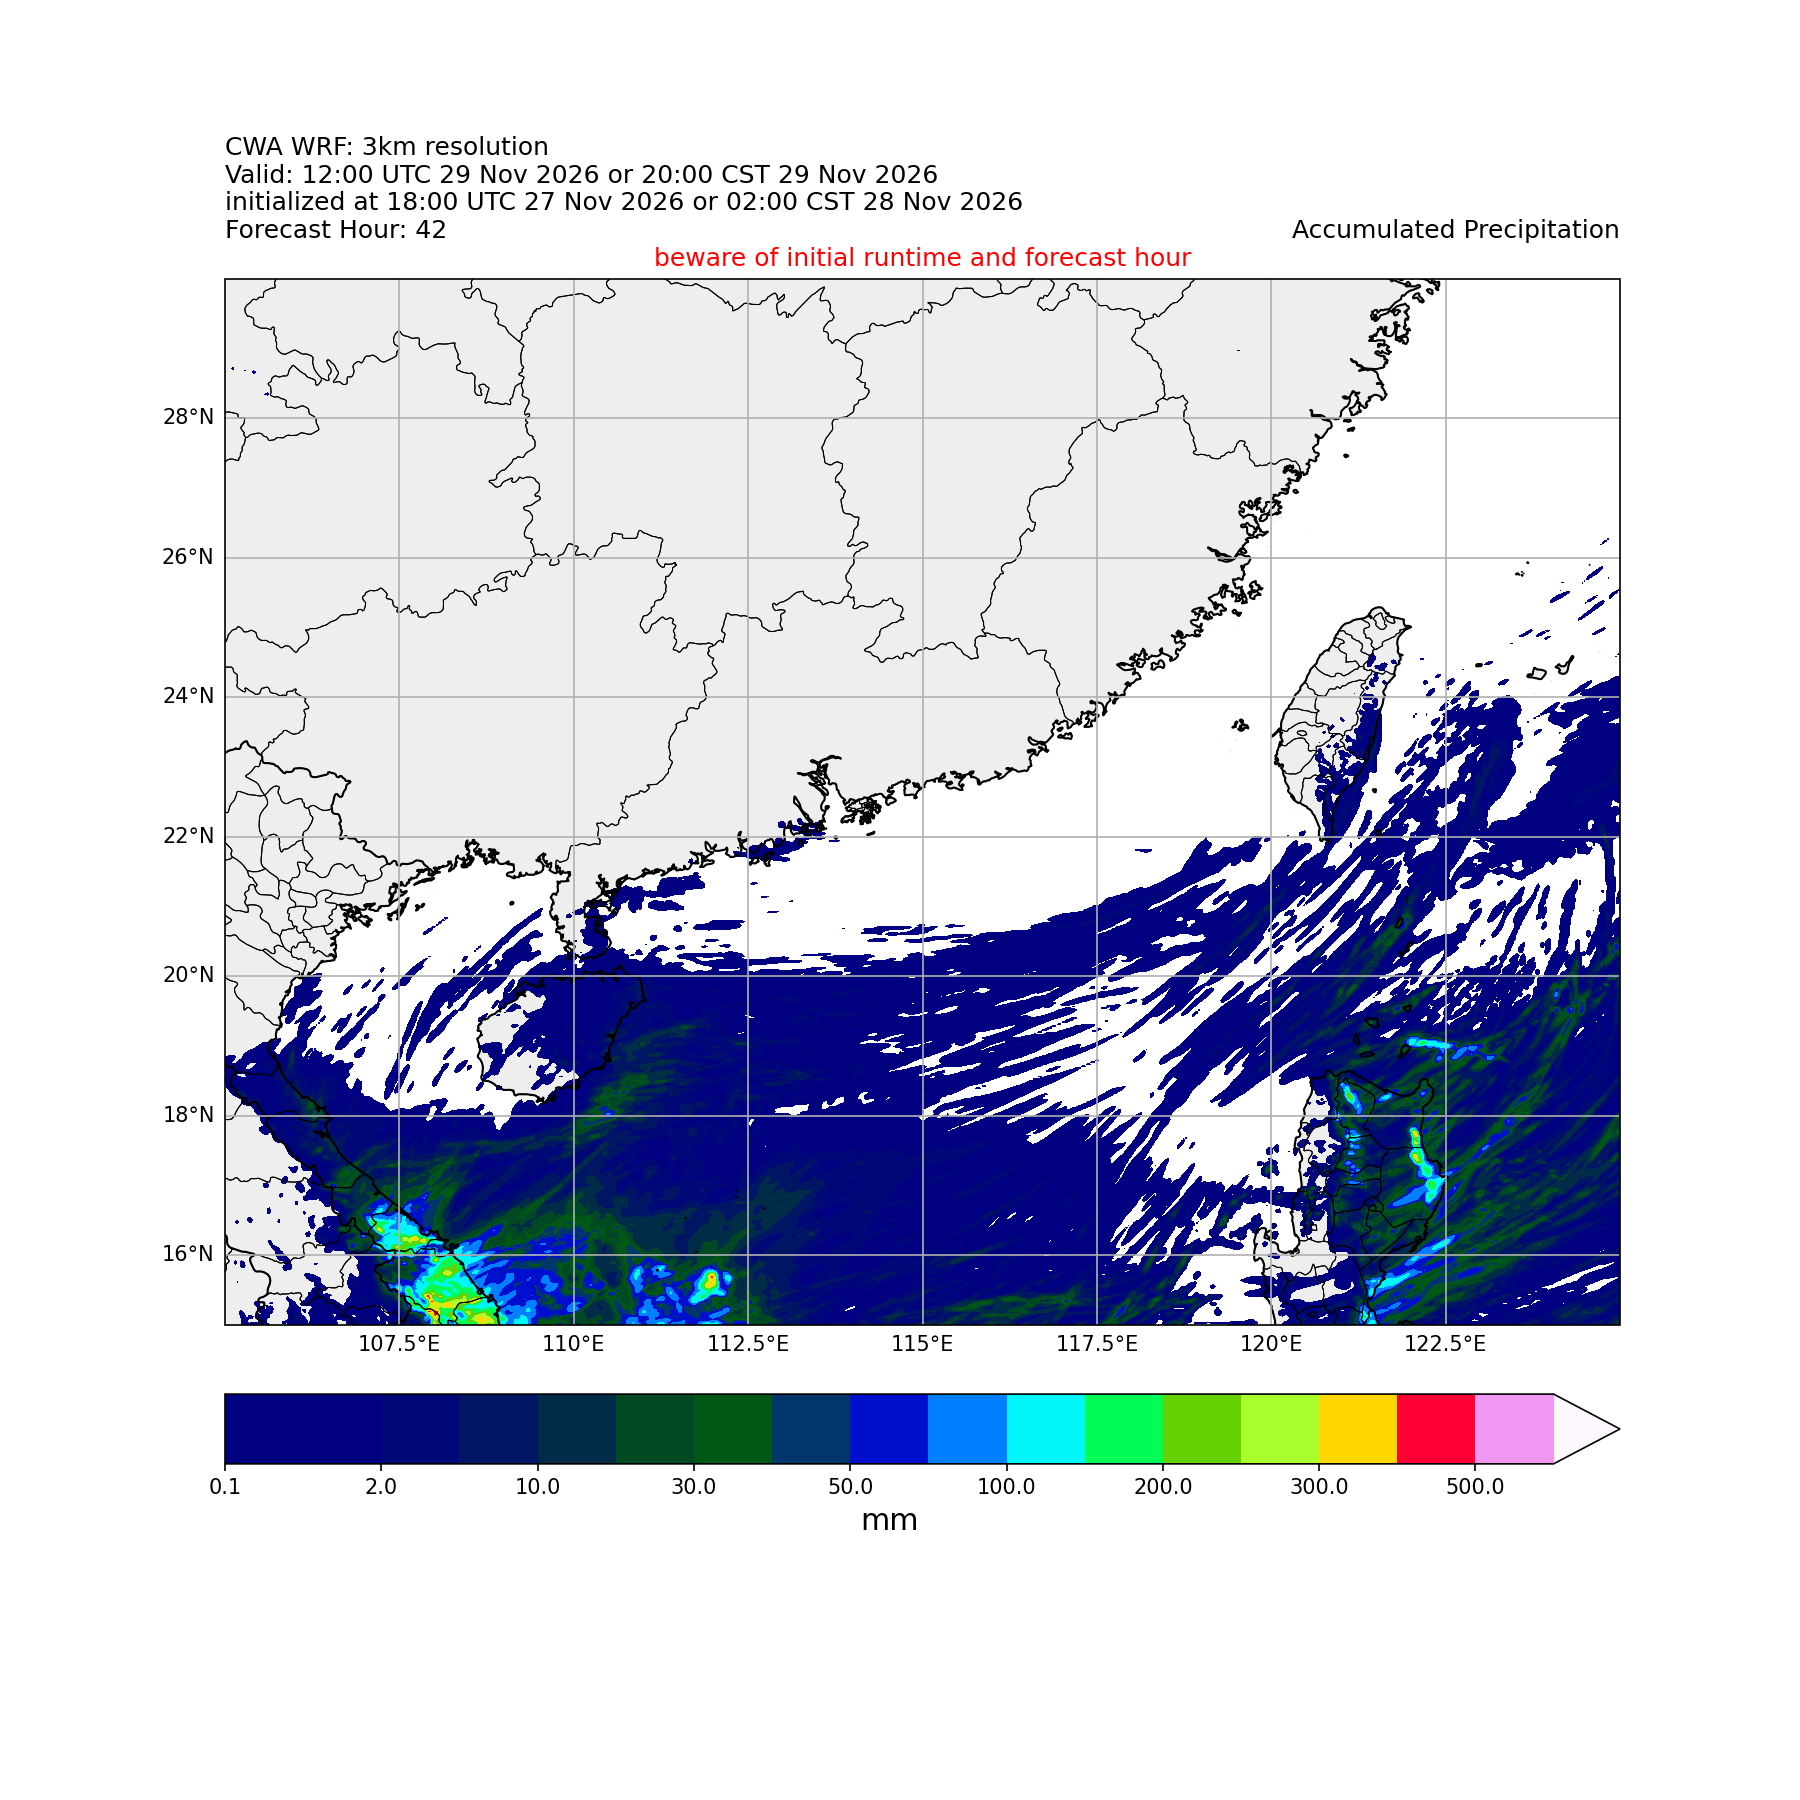 CWA WRF: 3km resolution
Valid: 12:00 UTC 29 Nov 2026 or 20:00 CST 29 Nov 2026
initialized at 18:00 UTC 27 Nov 2026 or 02:00 CST 28 Nov 2026
Forecast Hour: 42
Accumulated Precipitation
beware of initial runtime and forecast hour
28°N
26°N
24°N
22°N
20°N
18°N
16°N
107.5°E 110°E 112.5°E 115°E 117.5°E 120°E 122.5°E
0.1 2.0 10.0 30.0 50.0 100.0 200.0 300.0 500.0
mm